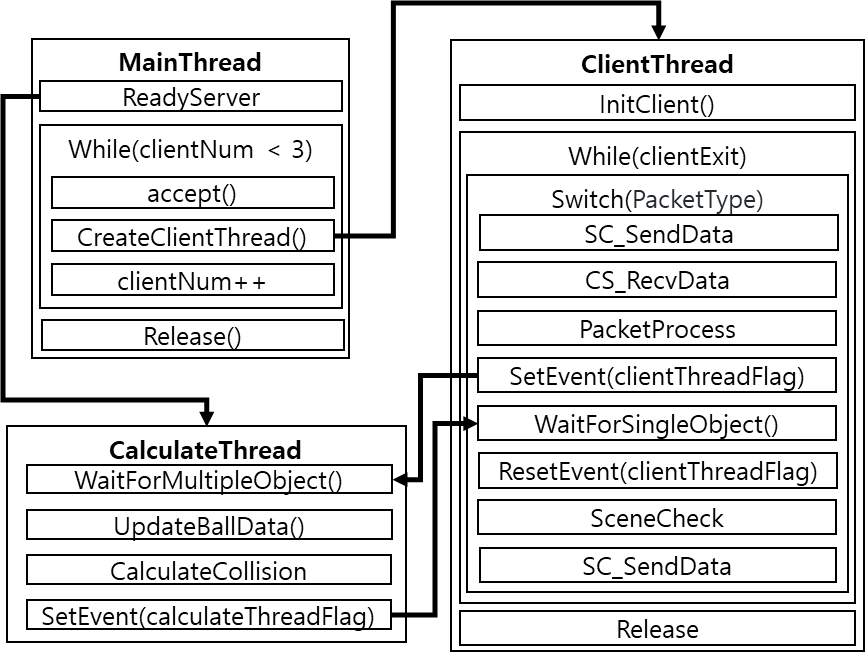 MainThread
ReadyServer
While(clientNum < 3)
accept()
CreateClientThread()
clientNum++
Release()
CalculateThread
WaitForMultipleObject()
UpdateBallData()
CalculateCollision
SetEvent(calculateThreadFlag)
ClientThread
InitClient()
While(clientExit)
Switch(PacketType)
SC_SendData
CS_RecvData
PacketProcess
SetEvent(clientThreadFlag)
WaitForSingleObject()
ResetEvent(clientThreadFlag)
SceneCheck
SC_SendData
Release